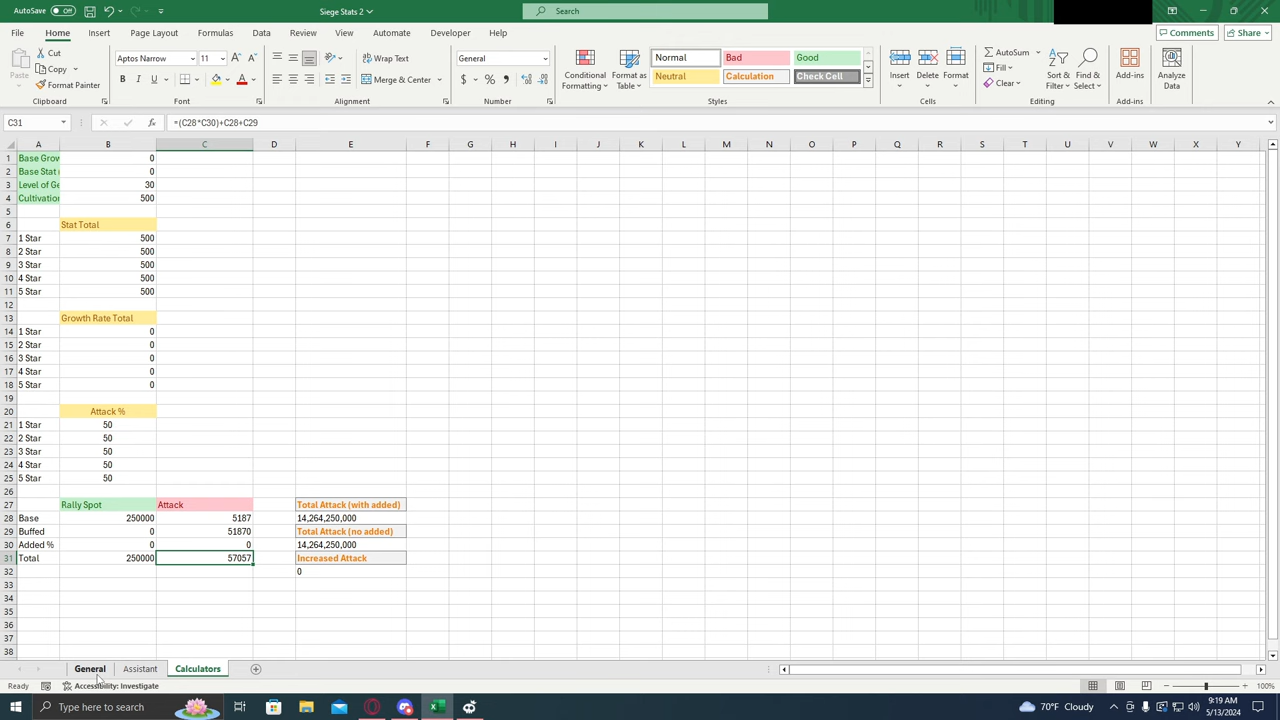 AutoSave Off Siege Stats 2 Search
File Home Insert Page Layout Formulas Data Review View Automate Developer Help Comments Share
Paste Cut Copy Format Painter Clipboard
Aptos Narrow 11 B I U A Font
Wrap Text Merge & Center Alignment
General $ % , Number
Conditional Formatting Format as Table Normal Bad Good Neutral Calculation Check Cell Styles
Insert Delete Format Cells
AutoSum Fill Clear Sort & Filter Find & Select Editing
Add-ins Add-ins
Analyze Data
C31 fx =(C28*C30)+C28+C29
A B C D E F G H I J K L M N O P Q R S T U V W X Y
1 Base Grow 0
2 Base Stat 0
3 Level of Ge 30
4 Cultivation 500
5
6 Stat Total
7 1 Star 500
8 2 Star 500
9 3 Star 500
10 4 Star 500
11 5 Star 500
12
13 Growth Rate Total
14 1 Star 0
15 2 Star 0
16 3 Star 0
17 4 Star 0
18 5 Star 0
19
20 Attack %
21 1 Star 50
22 2 Star 50
23 3 Star 50
24 4 Star 50
25 5 Star 50
26
27 Rally Spot Attack Total Attack (with added)
28 Base 250000 5187 14,264,250,000
29 Buffed 0 51870 Total Attack (no added)
30 Added % 0 0 14,264,250,000
31 Total 250000 57057 Increased Attack
32 0
33
34
35
36
37
38
General Assistant Calculators
Ready Accessibility: Investigate 100%
Type here to search 70°F Cloudy 9:19 AM
5/13/2024